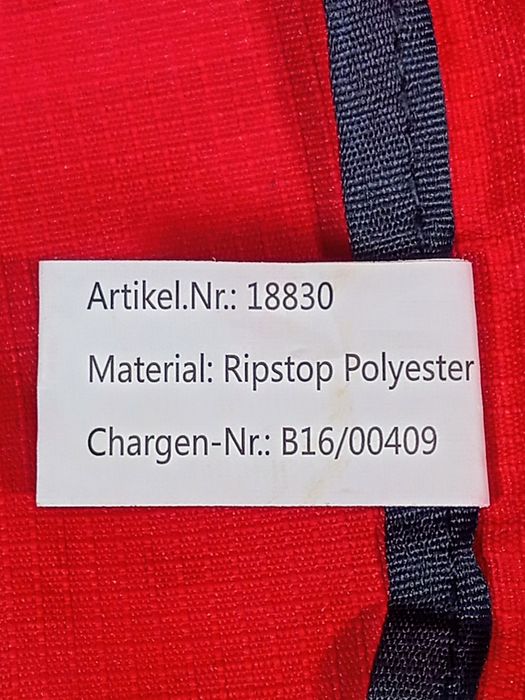 Artikel.Nr.: 18830
Material: Ripstop Polyester
Chargen-Nr.: B16/00409